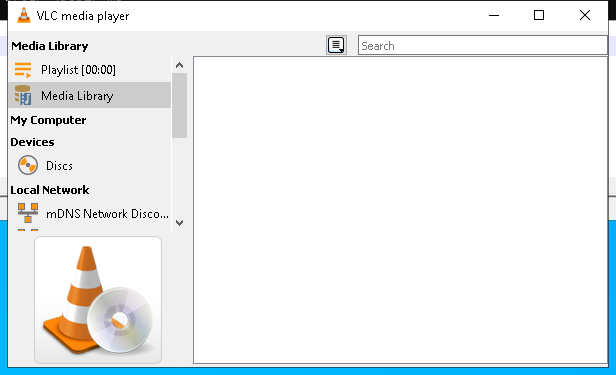 VLC media player
Media Library
Search
Playlist [00:00]
Media Library
My Computer
Devices
Discs
Local Network
mDNS Network Disco...